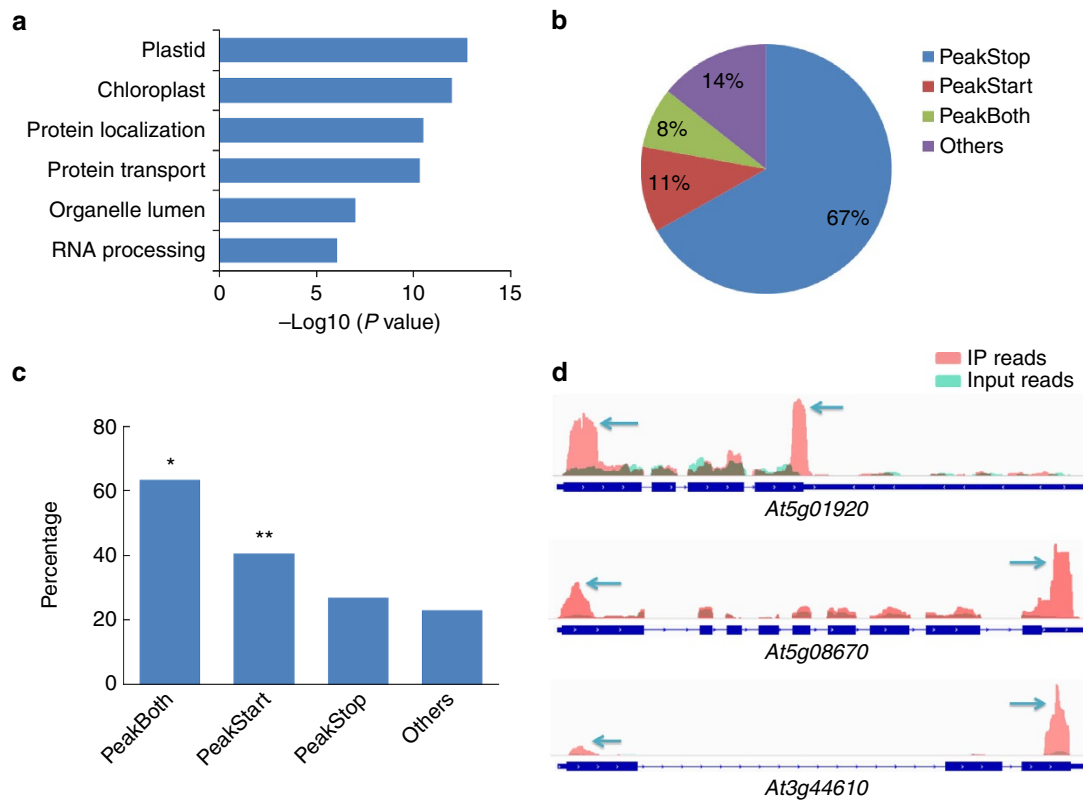 a
Plastid
Chloroplast
Protein localization
Protein transport
Organelle lumen
RNA processing
0 5 10 15
–Log10 (P value)
b
14%
8%
11%
67%
PeakStop
PeakStart
PeakBoth
Others
c
Percentage
80
60
40
20
0
*
**
PeakBoth
PeakStart
PeakStop
Others
d
IP reads
Input reads
At5g01920
At5g08670
At3g44610